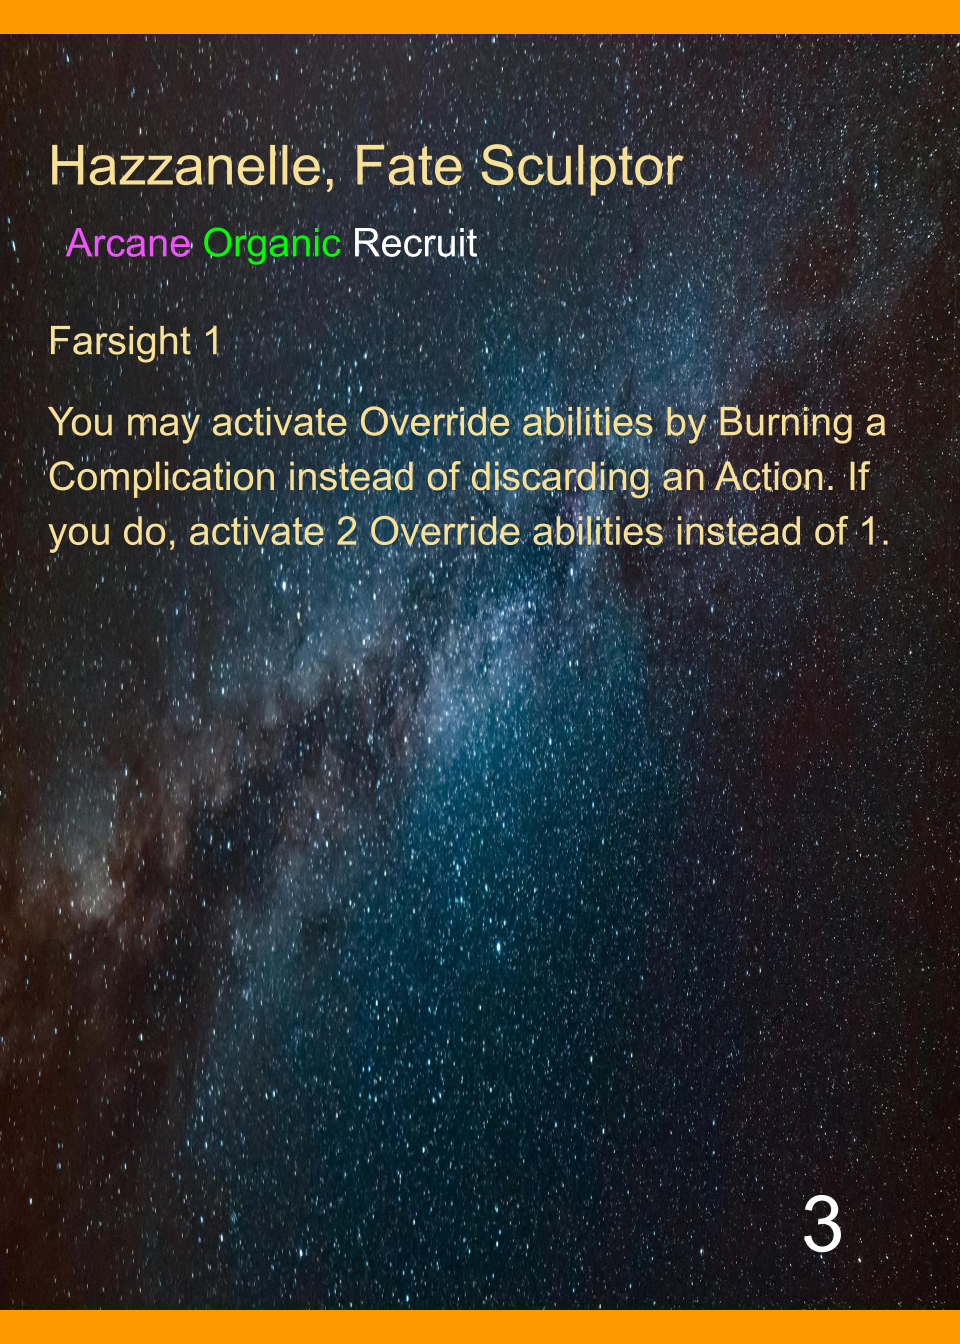 Hazzanelle, Fate Sculptor
Arcane Organic Recruit
Farsight 1
You may activate Override abilities by Burning a
Complication instead of discarding an Action. If
you do, activate 2 Override abilities instead of 1.
3